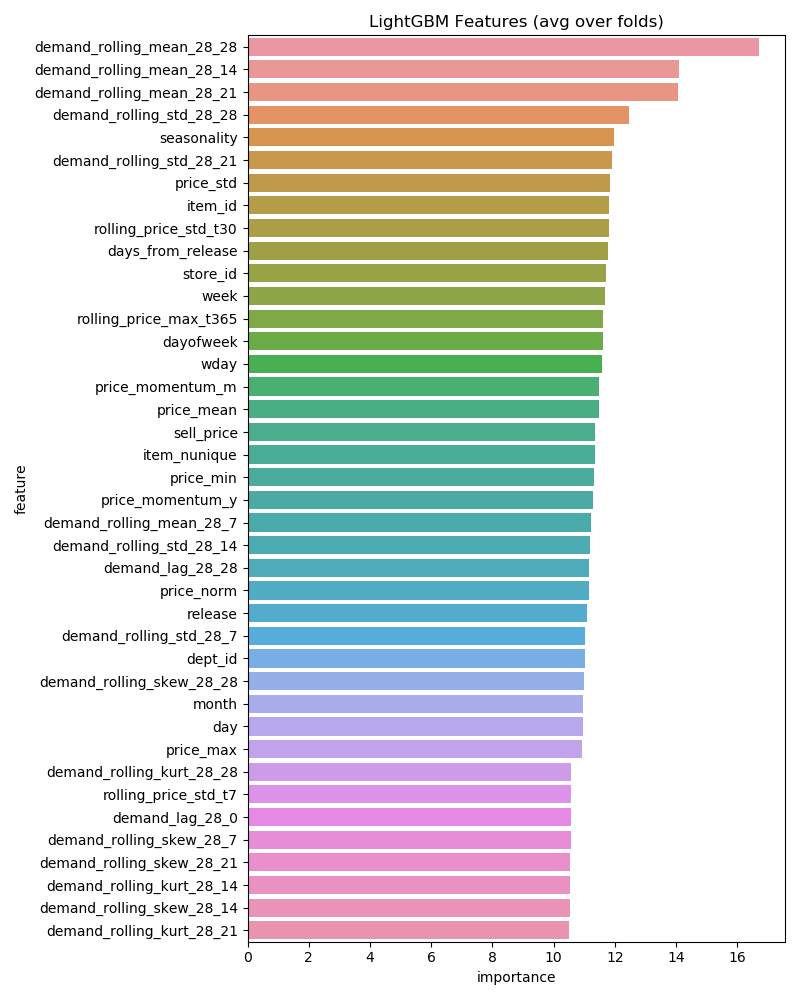 LightGBM Features (avg over folds)
demand_rolling_mean_28_28
demand_rolling_mean_28_14
demand_rolling_mean_28_21
demand_rolling_std_28_28
seasonality
demand_rolling_std_28_21
price_std
item_id
rolling_price_std_t30
days_from_release
store_id
week
rolling_price_max_t365
dayofweek
wday
price_momentum_m
price_mean
sell_price
item_nunique
price_min
price_momentum_y
demand_rolling_mean_28_7
demand_rolling_std_28_14
demand_lag_28_28
price_norm
release
demand_rolling_std_28_7
dept_id
demand_rolling_skew_28_28
month
day
price_max
demand_rolling_kurt_28_28
rolling_price_std_t7
demand_lag_28_0
demand_rolling_skew_28_7
demand_rolling_skew_28_21
demand_rolling_kurt_28_14
demand_rolling_skew_28_14
demand_rolling_kurt_28_21
feature
0 2 4 6 8 10 12 14 16
importance